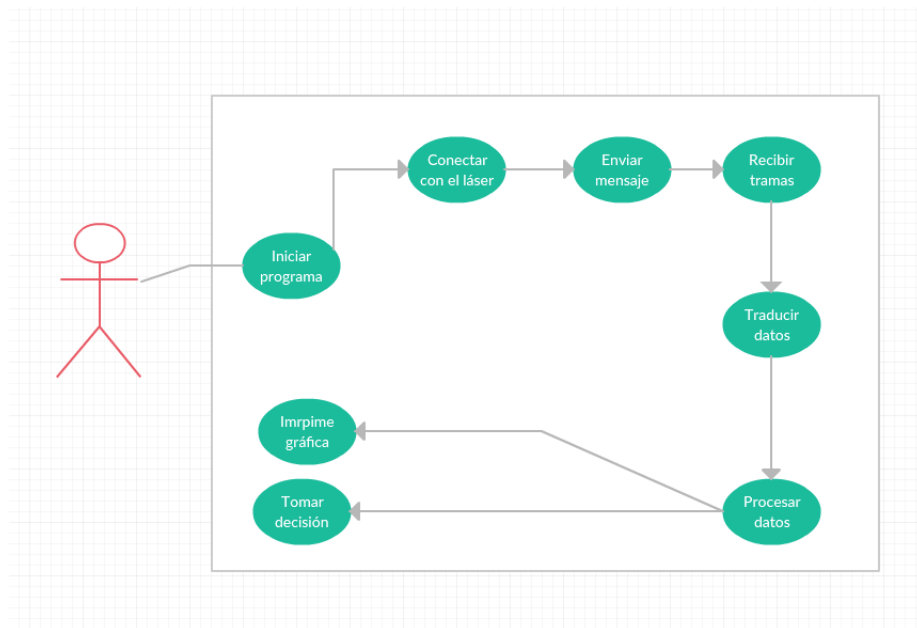 Iniciar
programa
Conectar
con el láser
Enviar
mensaje
Recibir
tramas
Traducir
datos
Procesar
datos
Imrpime
gráfica
Tomar
decisión